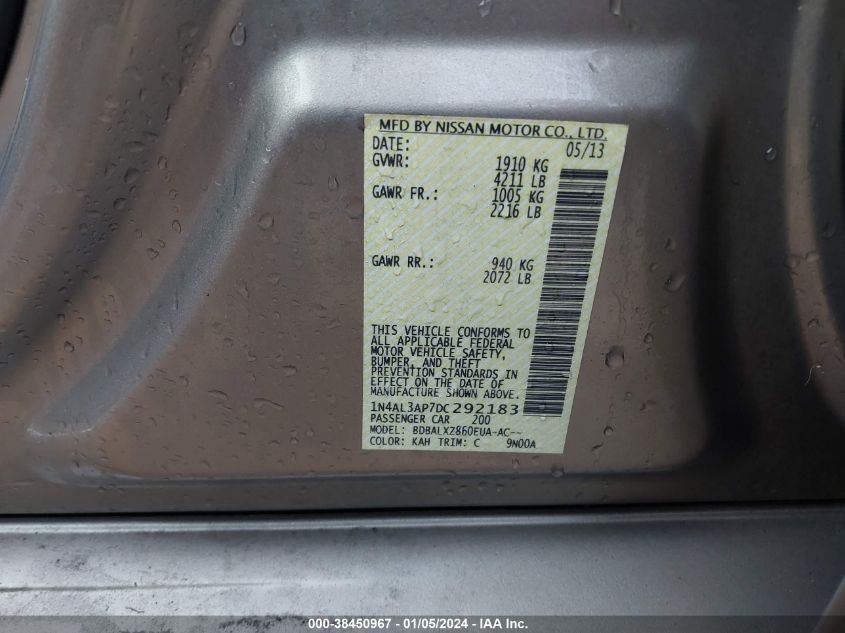 MFD BY NISSAN MOTOR CO., LTD.
DATE: 05/13
GVWR: 1910 KG
4211 LB
GAWR FR.: 1005 KG
2216 LB
GAWR RR.: 940 KG
2072 LB
THIS VEHICLE CONFORMS TO
ALL APPLICABLE FEDERAL
MOTOR VEHICLE SAFETY,
BUMPER, AND THEFT
PREVENTION STANDARDS IN
EFFECT ON THE DATE OF
MANUFACTURE SHOWN ABOVE.
1N4AL3AP7DC292183
PASSENGER CAR 200
MODEL: BDBALXZ860EUA-AC--
COLOR: KAH TRIM: C 9N00A
000-38450967 - 01/05/2024 - IAA Inc.